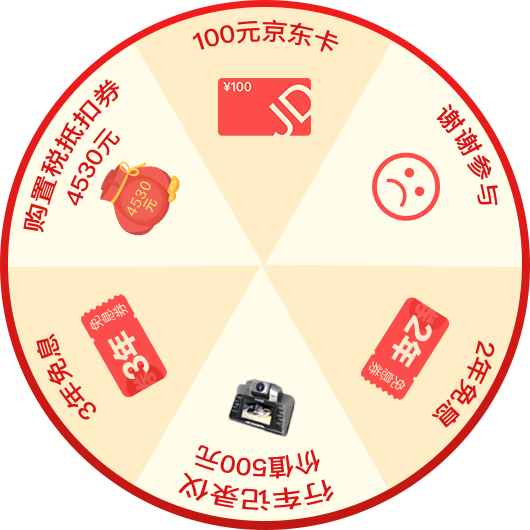 100元京东卡
¥100
JD
谢谢参与
2年免息
2年
免息券
行车记录仪
价值500元
3年免息
免息券
3年
购置税抵扣券
4530元
4530
元